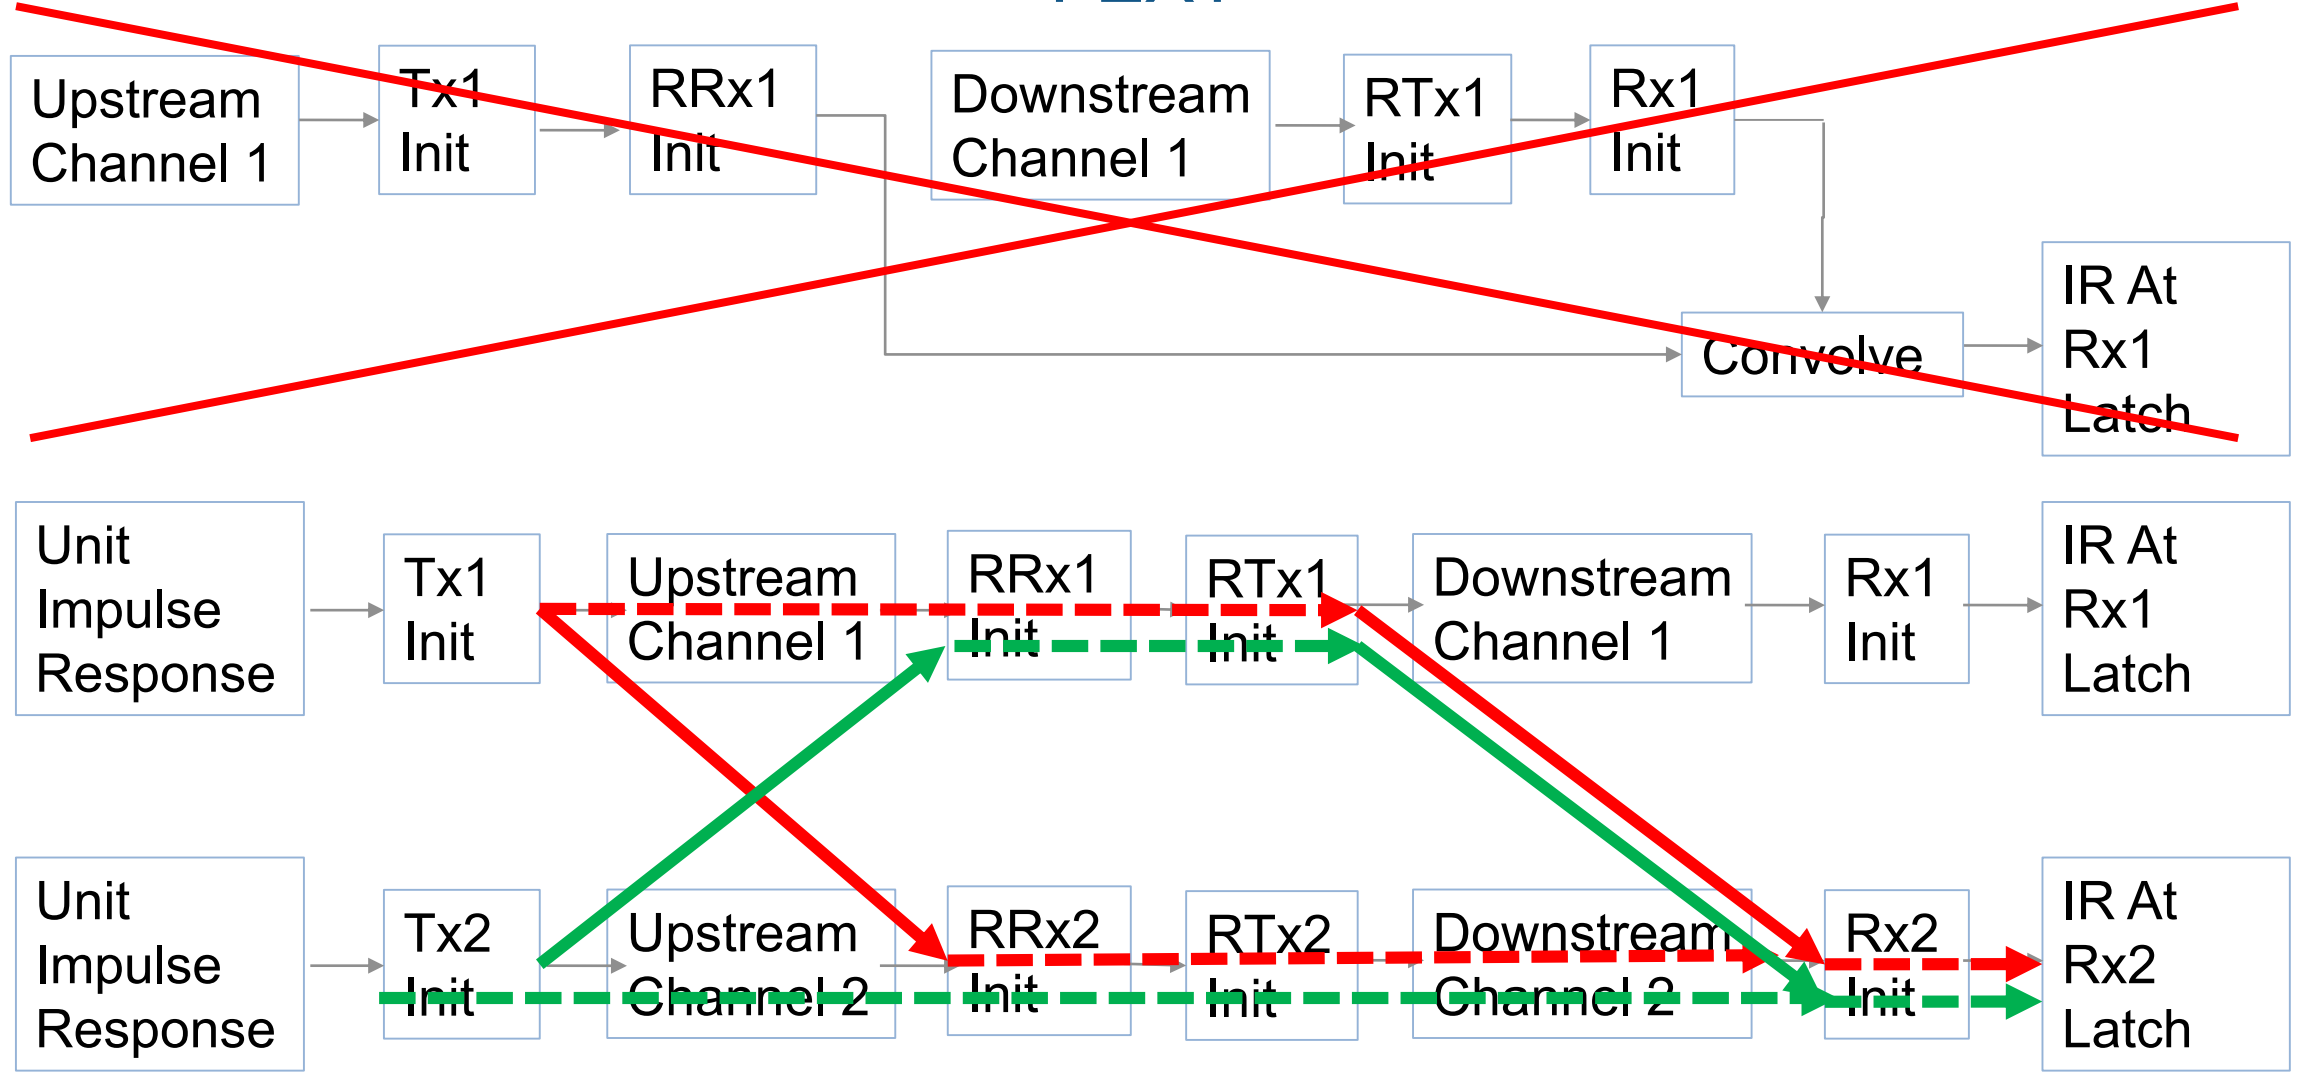 Upstream
Channel 1
Tx1
Init
RRx1
Init
Downstream
Channel 1
RTx1
Init
Rx1
Init
Convolve
IR At
Rx1
Latch
Unit
Impulse
Response
Tx1
Init
Upstream
Channel 1
RRx1
Init
RTx1
Init
Downstream
Channel 1
Rx1
Init
IR At
Rx1
Latch
Unit
Impulse
Response
Tx2
Init
Upstream
Channel 2
RRx2
Init
RTx2
Init
Downstream
Channel 2
Rx2
Init
IR At
Rx2
Latch